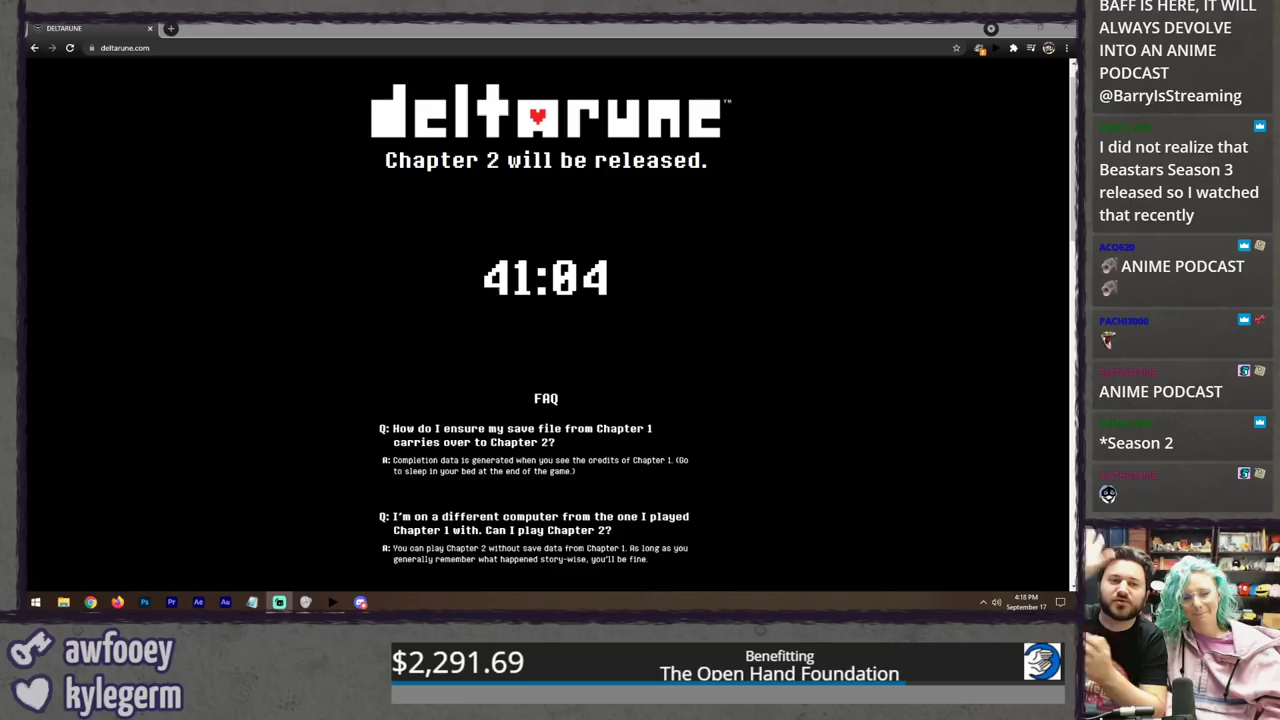 DELTARUNE
deltarune.com
deltarune™
Chapter 2 will be released.
41:04
FAQ
Q: How do I ensure my save file from Chapter 1
carries over to Chapter 2?
A: Completion data is generated when you see the credits of Chapter 1. (Go
to sleep in your bed at the end of the game.)
Q: I'm on a different computer from the one I played
Chapter 1 with. Can I play Chapter 2?
A: You can play Chapter 2 without save data from Chapter 1. As long as you
generally remember what happened story-wise, you'll be fine.
Ps
Pr
Ae
Au
4:18 PM
September 17
BAFF IS HERE, IT WILL
ALWAYS DEVOLVE
INTO AN ANIME
PODCAST
@BarryIsStreaming
I did not realize that
Beastars Season 3
released so I watched
that recently
ACO620
ANIME PODCAST
PACHI3000
ANIME PODCAST
*Season 2
awfooey
kylegerm
$2,291.69
Benefitting
The Open Hand Foundation